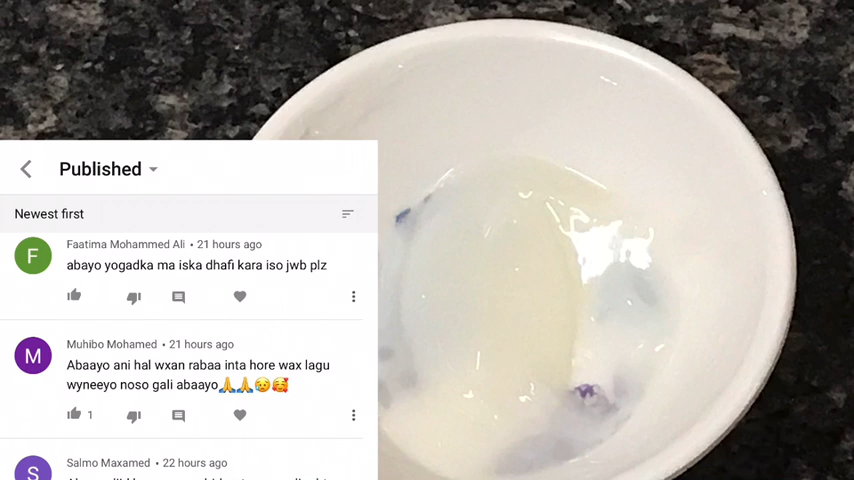 Published
Newest first
F
Faatima Mohammed Ali • 21 hours ago
abayo yogadka ma iska dhafi kara iso jwb plz
M
Muhibo Mohamed • 21 hours ago
Abaayo ani hal wxan rabaa inta hore wax lagu
wyneeyo noso gali abaayo🙏🙏😥🥰
1
S
Salmo Maxamed • 22 hours ago